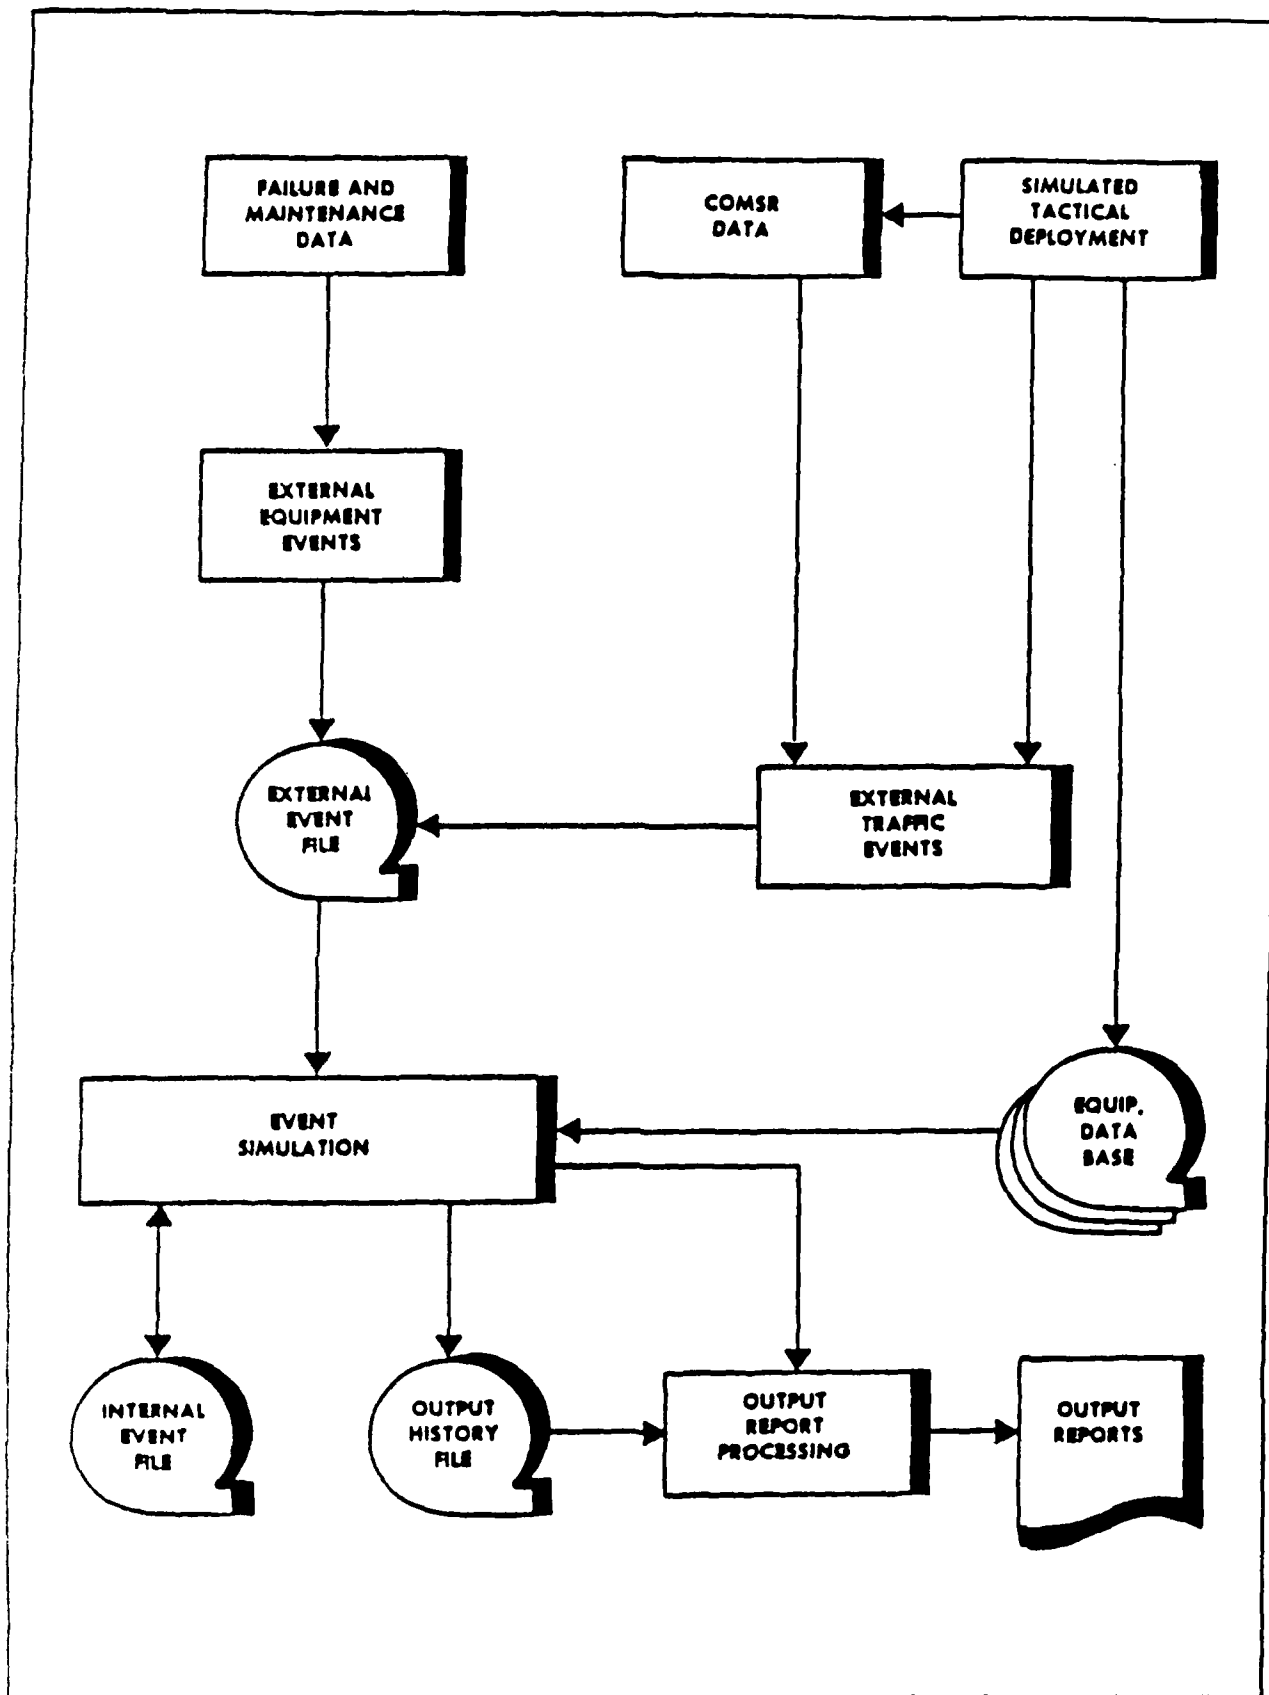 FAILURE AND
MAINTENANCE
DATA
COMSR
DATA
SIMULATED
TACTICAL
DEPLOYMENT
EXTERNAL
EQUIPMENT
EVENTS
EXTERNAL
EVENT
FILE
EXTERNAL
TRAFFIC
EVENTS
EVENT
SIMULATION
EQUIP.
DATA
BASE
INTERNAL
EVENT
FILE
OUTPUT
HISTORY
FILE
OUTPUT
REPORT
PROCESSING
OUTPUT
REPORTS